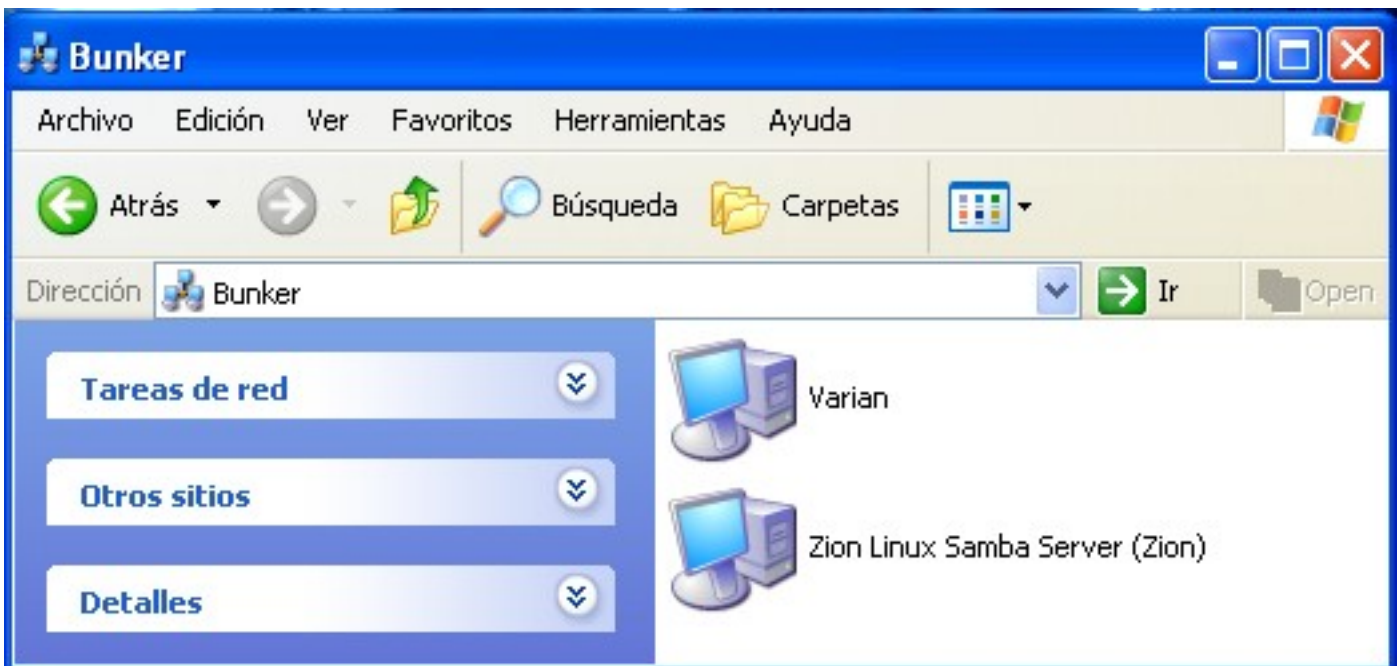 Bunker
Archivo Edición Ver Favoritos Herramientas Ayuda
Atrás Búsqueda Carpetas
Dirección Bunker Ir Open
Tareas de red
Varian
Otros sitios
Zion Linux Samba Server (Zion)
Detalles